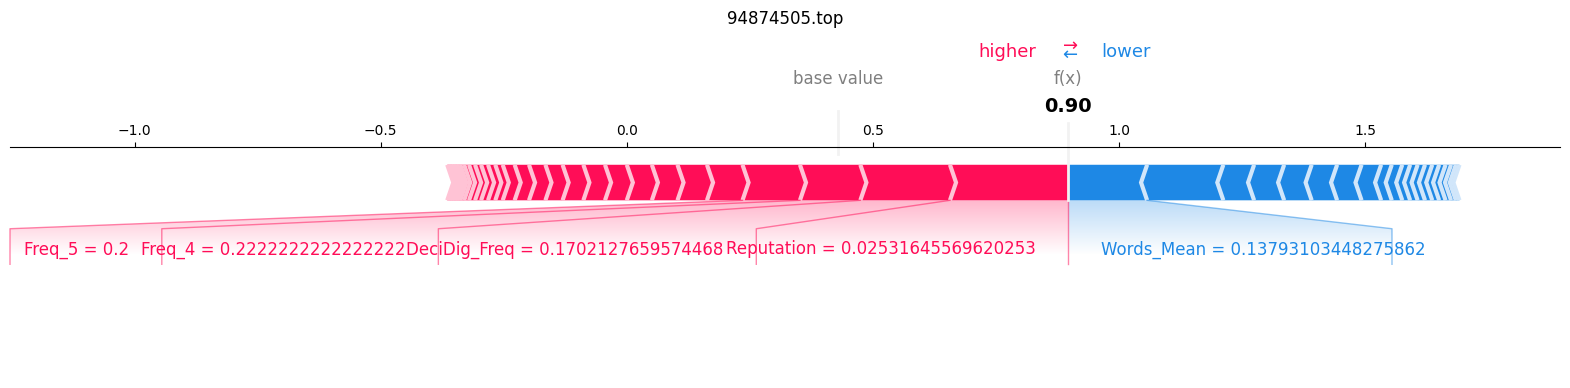 94874505.top
higher → ← lower
base value f(x)
0.90
−1.0 −0.5 0.0 0.5 1.0 1.5
Freq_5 = 0.2 Freq_4 = 0.2222222222222222 DeciDig_Freq = 0.1702127659574468 Reputation = 0.02531645569620253 Words_Mean = 0.13793103448275862